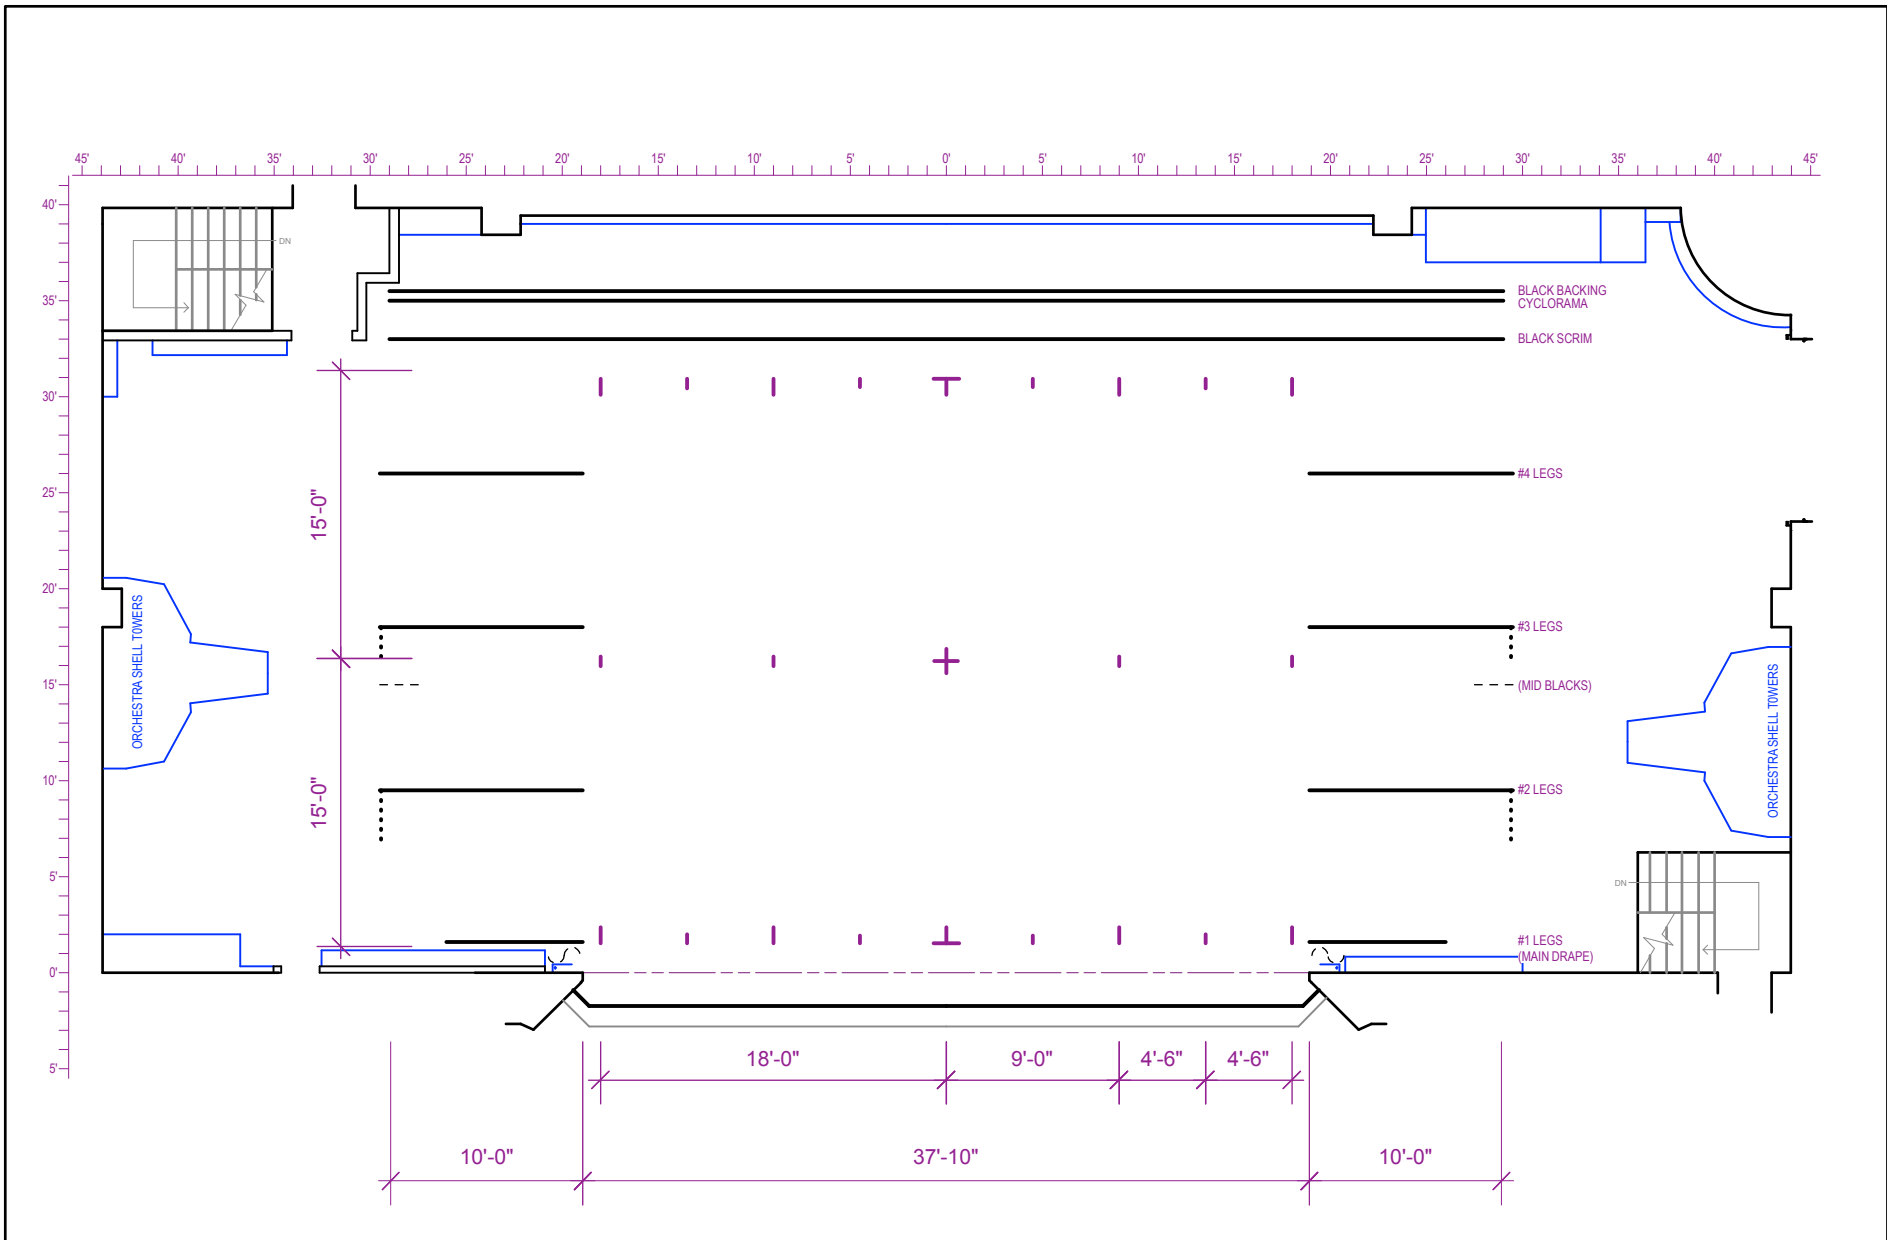 45' 40' 35' 30' 25' 20' 15' 10' 5' 0' 5' 10' 15' 20' 25' 30' 35' 40' 45'
40'
DN
35'
BLACK BACKING
CYCLORAMA
BLACK SCRIM
30'
#4 LEGS
25'
15'-0"
20'
ORCHESTRA SHELL TOWERS
#3 LEGS
15'
(MID BLACKS)
ORCHESTRA SHELL TOWERS
10'
15'-0"
#2 LEGS
5'
DN
#1 LEGS
(MAIN DRAPE)
0'
5'
18'-0" 9'-0" 4'-6" 4'-6"
10'-0" 37'-10" 10'-0"